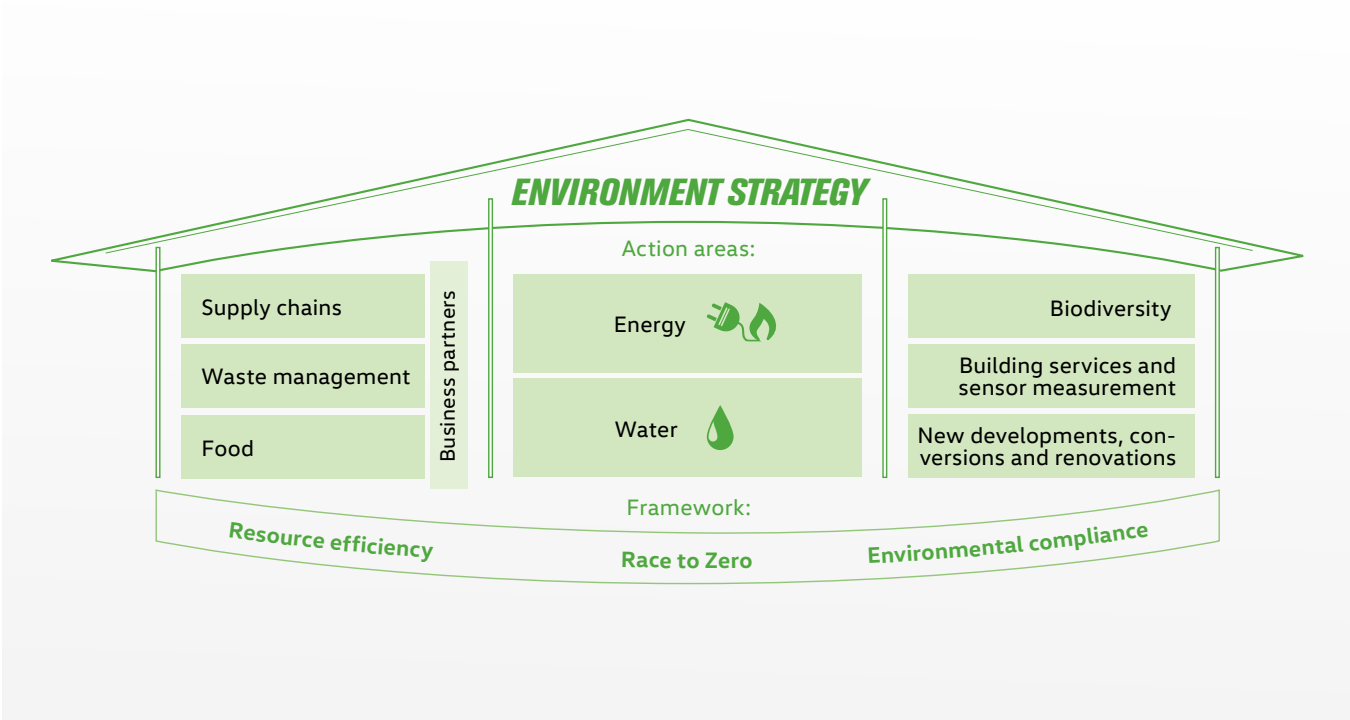 ENVIRONMENT STRATEGY
Action areas:
Supply chains
Waste management
Food
Business partners
Energy
Water
Biodiversity
Building services and
sensor measurement
New developments, con-
versions and renovations
Framework:
Resource efficiency
Race to Zero
Environmental compliance